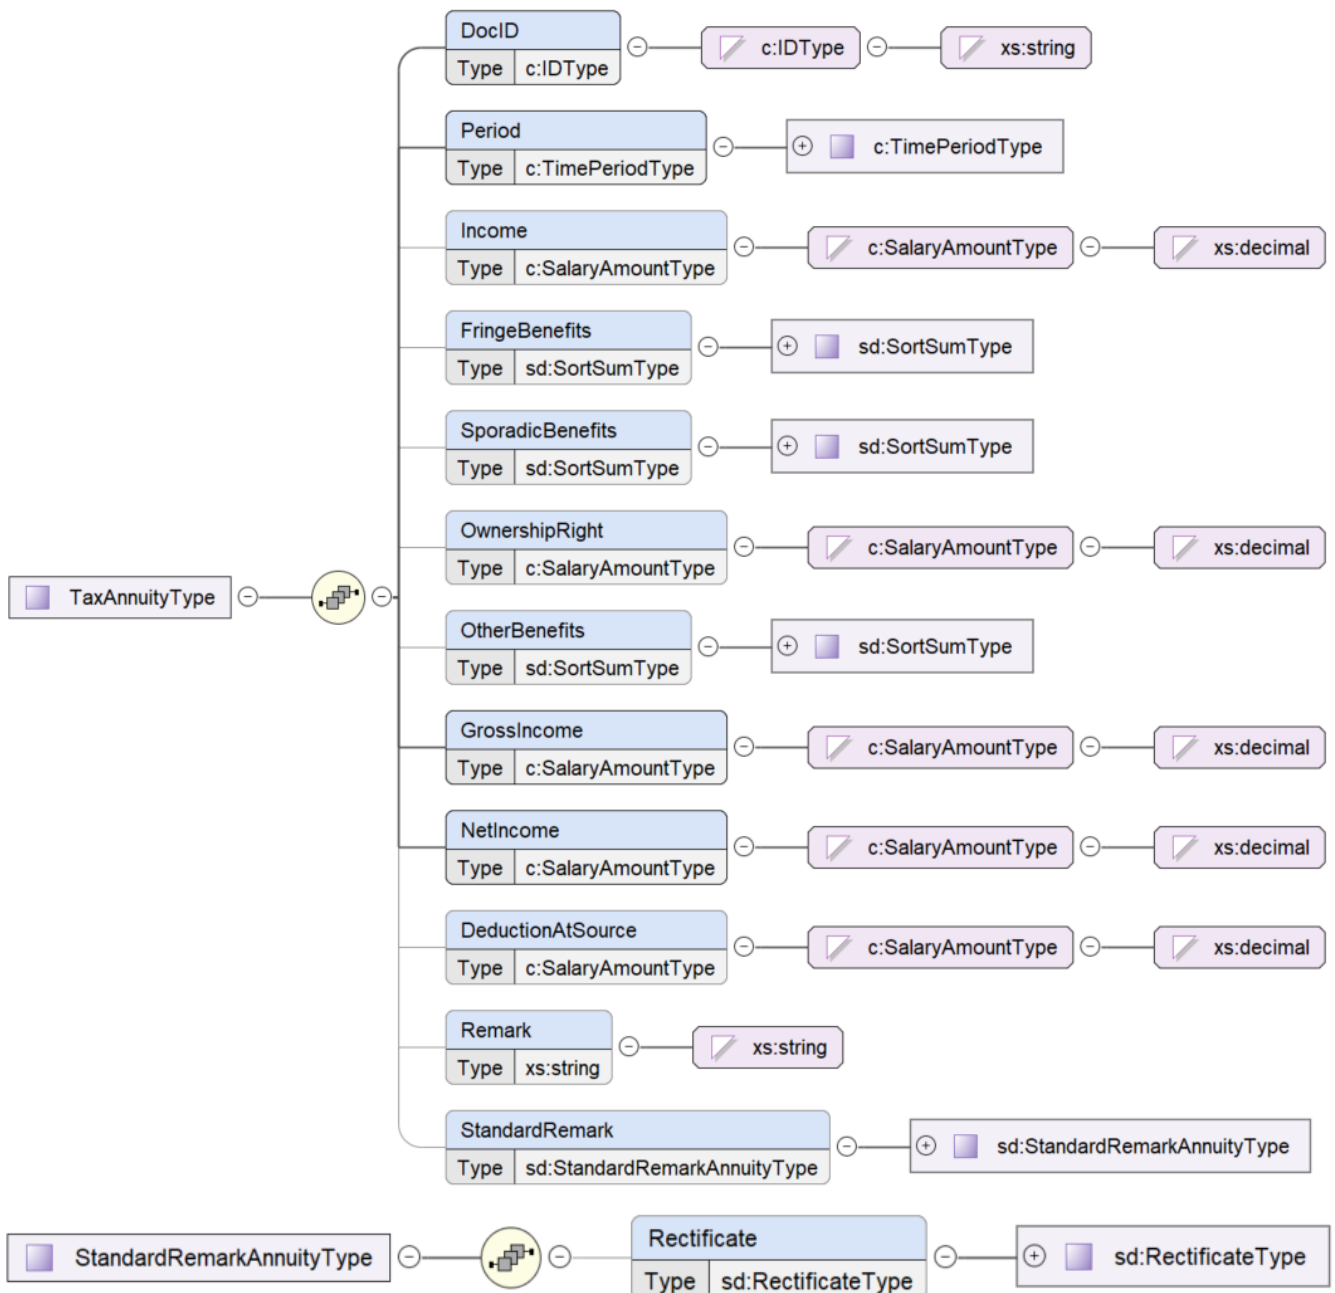 DocID
Type c:IDType
c:IDType
xs:string
Period
Type c:TimePeriodType
c:TimePeriodType
Income
Type c:SalaryAmountType
c:SalaryAmountType
xs:decimal
FringeBenefits
Type sd:SortSumType
sd:SortSumType
SporadicBenefits
Type sd:SortSumType
sd:SortSumType
OwnershipRight
Type c:SalaryAmountType
c:SalaryAmountType
xs:decimal
TaxAnnuityType
OtherBenefits
Type sd:SortSumType
sd:SortSumType
GrossIncome
Type c:SalaryAmountType
c:SalaryAmountType
xs:decimal
NetIncome
Type c:SalaryAmountType
c:SalaryAmountType
xs:decimal
DeductionAtSource
Type c:SalaryAmountType
c:SalaryAmountType
xs:decimal
Remark
Type xs:string
xs:string
StandardRemark
Type sd:StandardRemarkAnnuityType
sd:StandardRemarkAnnuityType
StandardRemarkAnnuityType
Rectificate
Type sd:RectificateType
sd:RectificateType